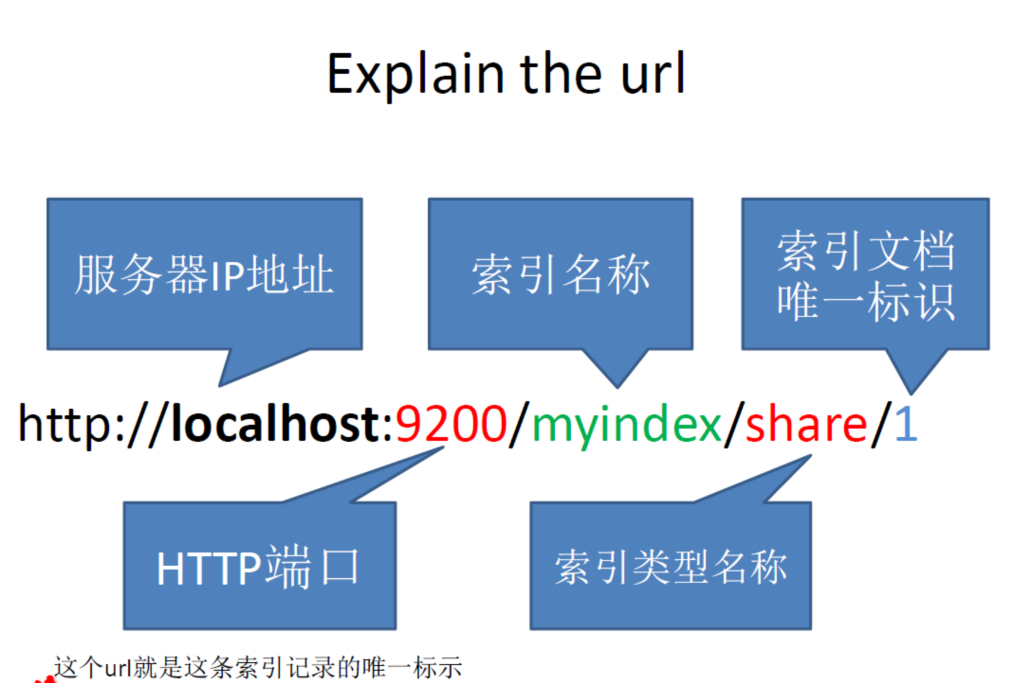 Explain the url
服务器IP地址
索引名称
索引文档
唯一标识
http://localhost:9200/myindex/share/1
HTTP端口
索引类型名称
这个url就是这条索引记录的唯一标示